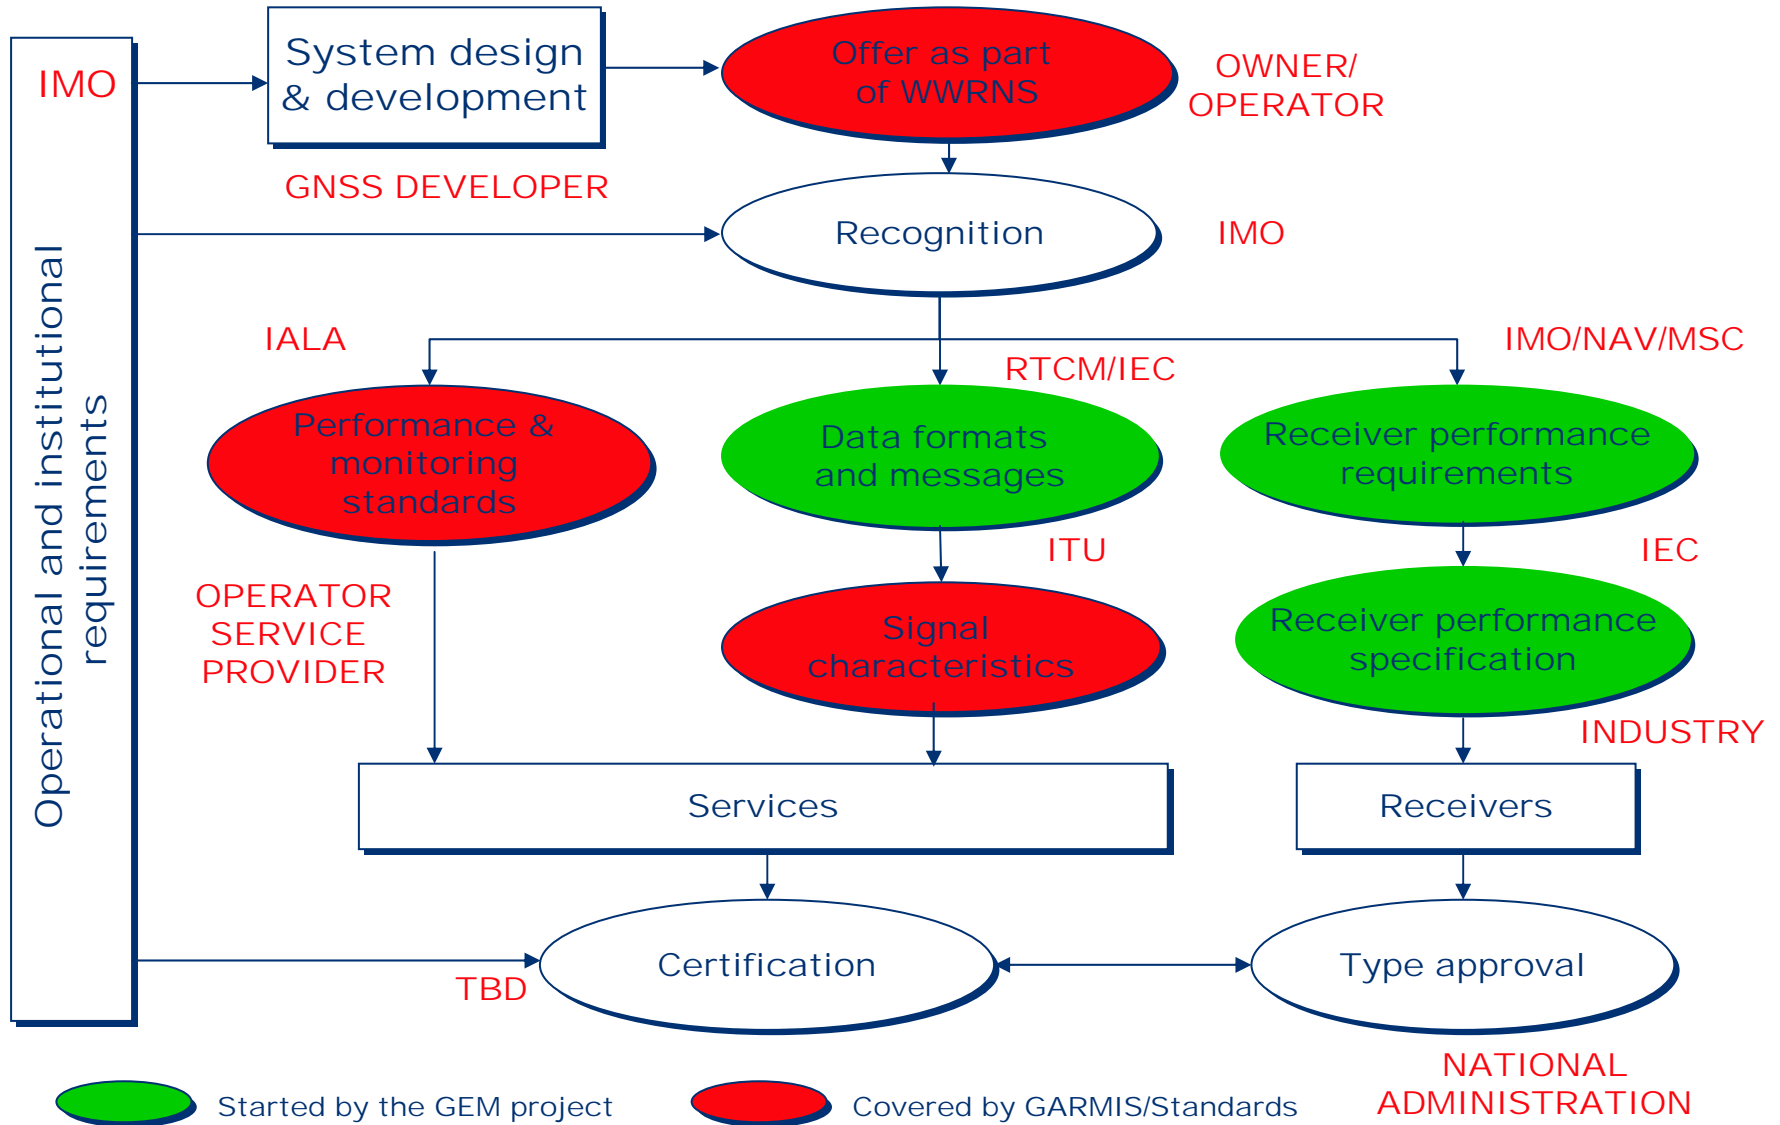 IMO
Operational and institutional
requirements
System design
& development
GNSS DEVELOPER
Offer as part
of WWRNS
OWNER/
OPERATOR
Recognition
IMO
IALA
RTCM/IEC
IMO/NAV/MSC
Performance &
monitoring
standards
Data formats
and messages
Receiver performance
requirements
OPERATOR
SERVICE
PROVIDER
ITU
IEC
Signal
characteristics
Receiver performance
specification
INDUSTRY
Services
Receivers
TBD
Certification
Type approval
NATIONAL
ADMINISTRATION
Started by the GEM project
Covered by GARMIS/Standards